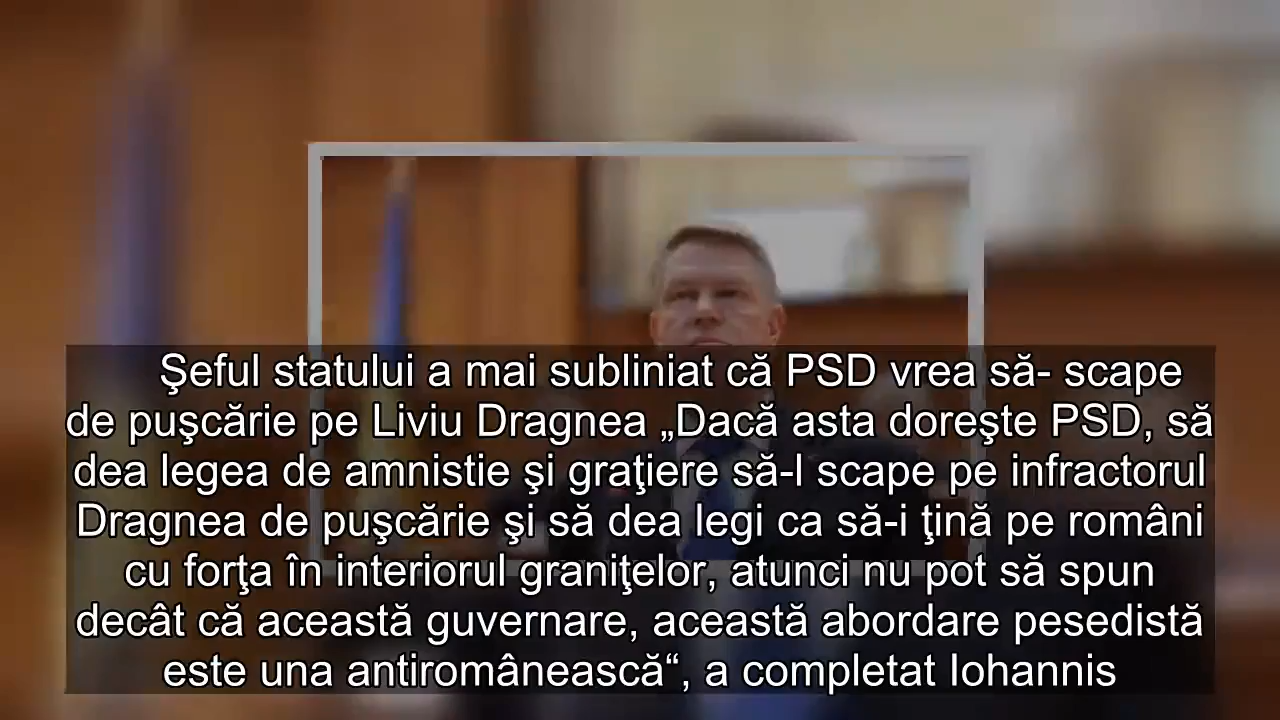 Şeful statului a mai subliniat că PSD vrea să- scape
de puşcărie pe Liviu Dragnea „Dacă asta doreşte PSD, să
dea legea de amnistie şi graţiere să-l scape pe infractorul
Dragnea de puşcărie şi să dea legi ca să-i ţină pe români
cu forţa în interiorul graniţelor, atunci nu pot să spun
decât că această guvernare, această abordare pesedistă
este una antiromânească“, a completat Iohannis